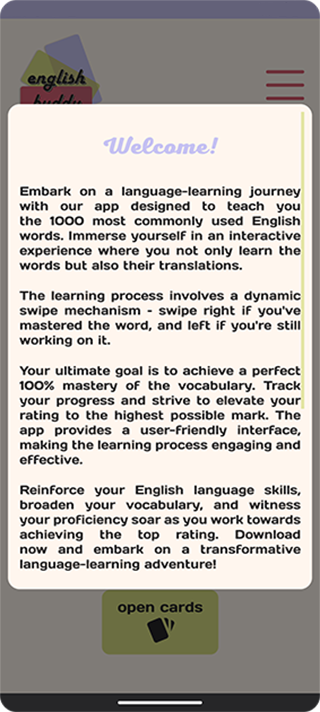 english
buddy
Welcome!
Embark on a language-learning journey
with our app designed to teach you
the 1000 most commonly used English
words. Immerse yourself in an interactive
experience where you not only learn the
words but also their translations.
The learning process involves a dynamic
swipe mechanism - swipe right if you've
mastered the word, and left if you're still
working on it.
Your ultimate goal is to achieve a perfect
100% mastery of the vocabulary. Track
your progress and strive to elevate your
rating to the highest possible mark. The
app provides a user-friendly interface,
making the learning process engaging and
effective.
Reinforce your English language skills,
broaden your vocabulary, and witness
your proficiency soar as you work towards
achieving the top rating. Download
now and embark on a transformative
language-learning adventure!
open cards